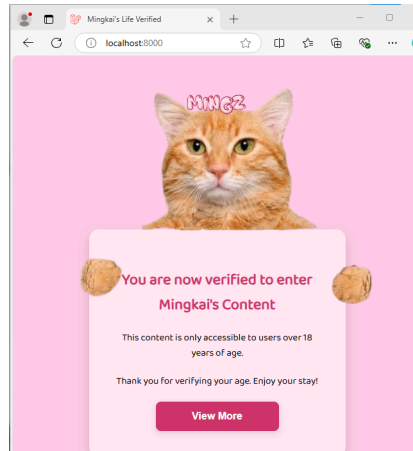 Mingkai's Life Verified
localhost:8000
MINGZ
You are now verified to enter
Mingkai's Content
This content is only accessible to users over 18
years of age.
Thank you for verifying your age. Enjoy your stay!
View More